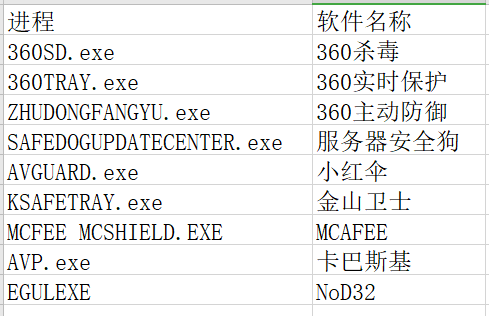 进程 软件名称
360SD.exe 360杀毒
360TRAY.exe 360实时保护
ZHUDONGFANGYU.exe 360主动防御
SAFEDOGUPDATECENTER.exe 服务器安全狗
AVGUARD.exe 小红伞
KSAFETRAY.exe 金山卫士
MCFEE MCSHIELD.EXE MCAFEE
AVP.exe 卡巴斯基
EGULEXE NoD32